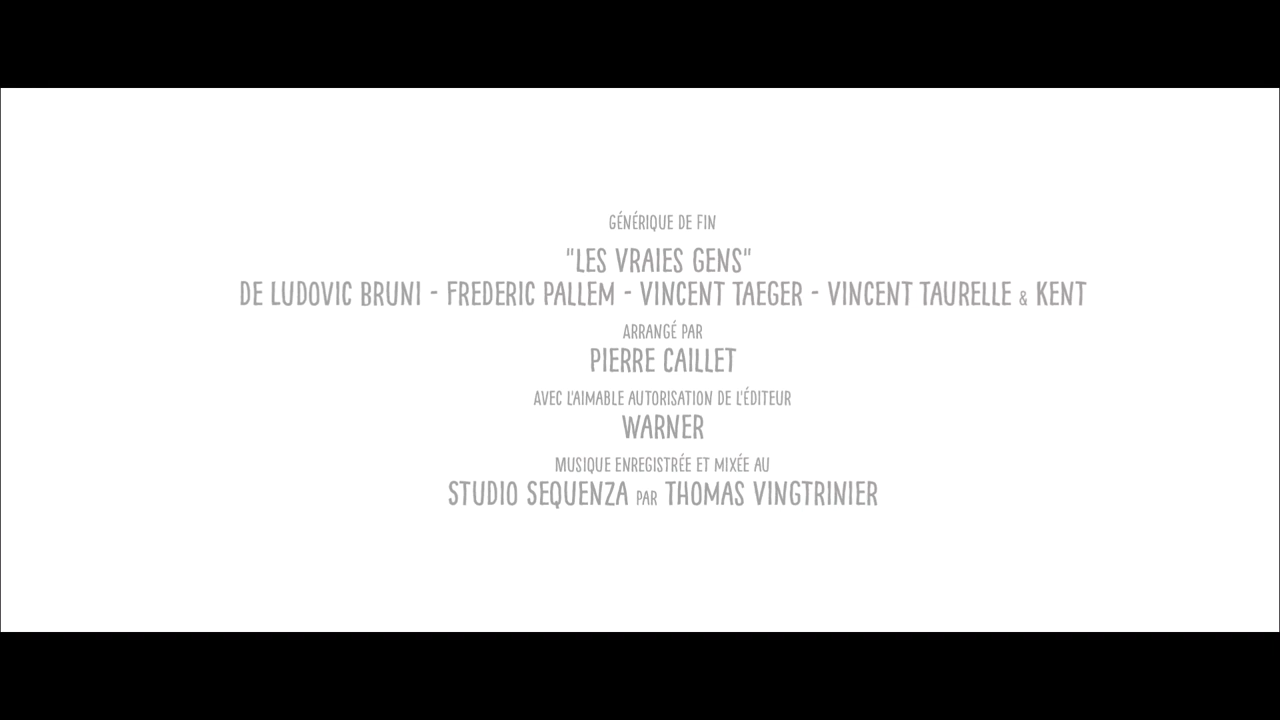 GÉNÉRIQUE DE FIN
"LES VRAIES GENS"
DE LUDOVIC BRUNI - FREDERIC PALLEM - VINCENT TAEGER - VINCENT TAURELLE & KENT
ARRANGÉ PAR
PIERRE CAILLET
AVEC L'AIMABLE AUTORISATION DE L'ÉDITEUR
WARNER
MUSIQUE ENREGISTRÉE ET MIXÉE AU
STUDIO SEQUENZA PAR THOMAS VINGTRINIER